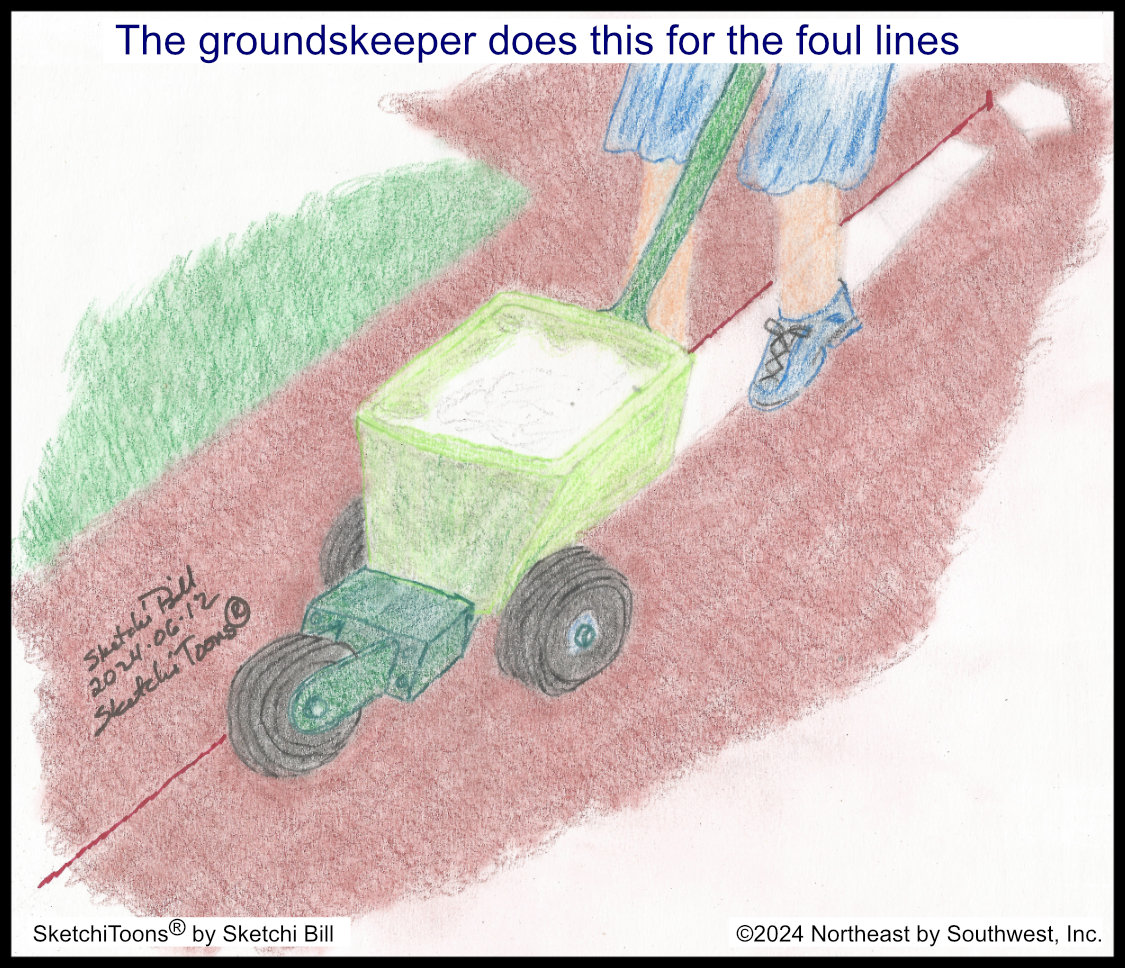 The groundskeeper does this for the foul lines
Sketchi Bill
2024.06.12
SketchiToons©
SketchiToons® by Sketchi Bill
©2024 Northeast by Southwest, Inc.